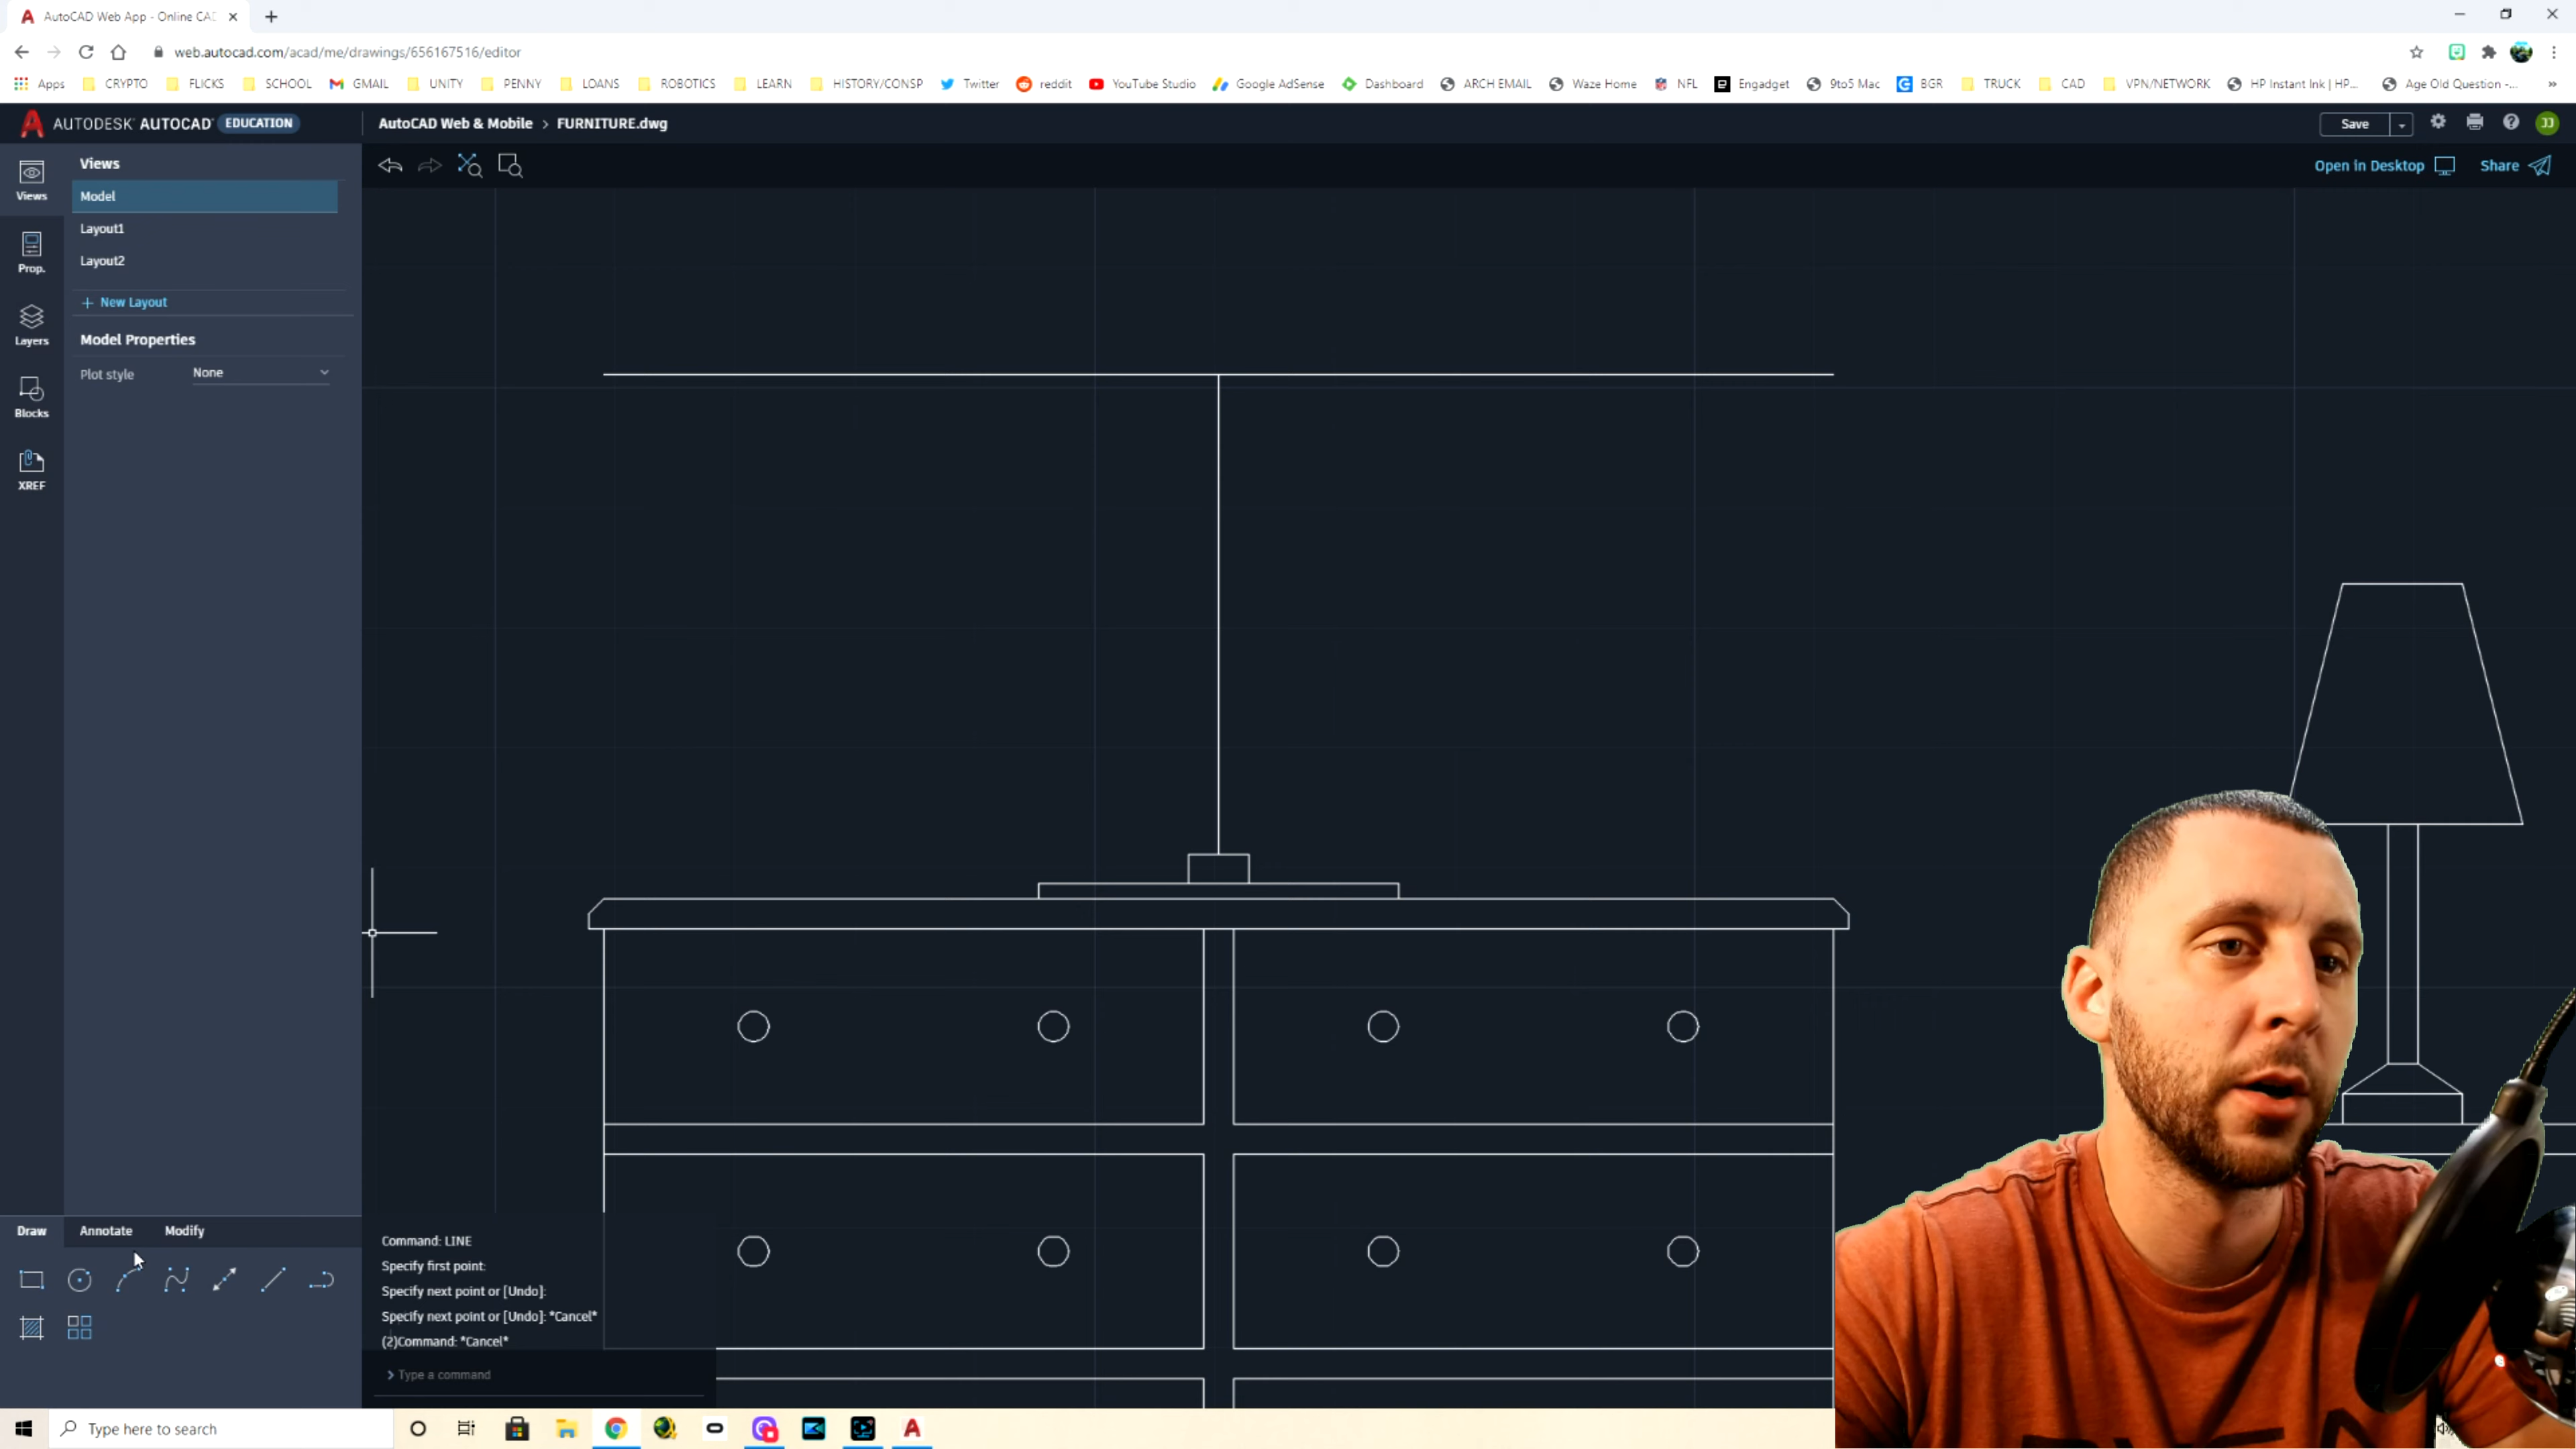 AutoCAD Web App - Online CAD
web.autocad.com/acad/me/drawings/656167516/editor
Apps CRYPTO FLICKS SCHOOL GMAIL UNITY PENNY LOANS ROBOTICS LEARN HISTORY/CONSP Twitter reddit YouTube Studio Google AdSense Dashboard ARCH EMAIL Waze Home NFL Engadget 9to5 Mac BGR TRUCK CAD VPN/NETWORK HP Instant Ink | HP... Age Old Question -... »
AUTODESK AUTOCAD EDUCATION
AutoCAD Web & Mobile > FURNITURE.dwg
Save
JJ
Open in Desktop
Share
Views
Prop.
Layers
Blocks
XREF
Views
Model
Layout1
Layout2
+ New Layout
Model Properties
Plot style None
Draw Annotate Modify
Command: LINE
Specify first point:
Specify next point or [Undo]:
Specify next point or [Undo]: *Cancel*
(2)Command: *Cancel*
Type a command
Type here to search